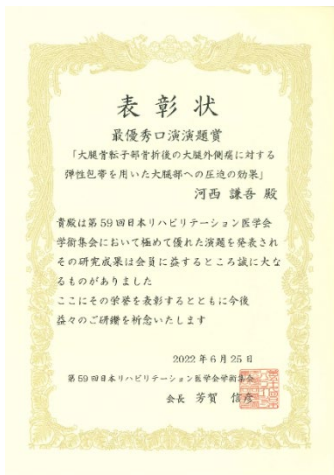 表彰状
最優秀口演演題賞
「大腿骨転子部骨折後の大腿外側痛に対する
弾性包帯を用いた大腿部への圧迫の効果」
河西 謙吾 殿
貴殿は第59回日本リハビリテーション医学会
学術集会において極めて優れた演題を発表され
その研究成果は会員に益するところ誠に大な
るものがありました
ここにその栄誉を表彰するとともに今後
益々のご研鑽を祈念いたします
2022年6月25日
第59回日本リハビリテーション医学会学術集会
会長 芳賀 信彦